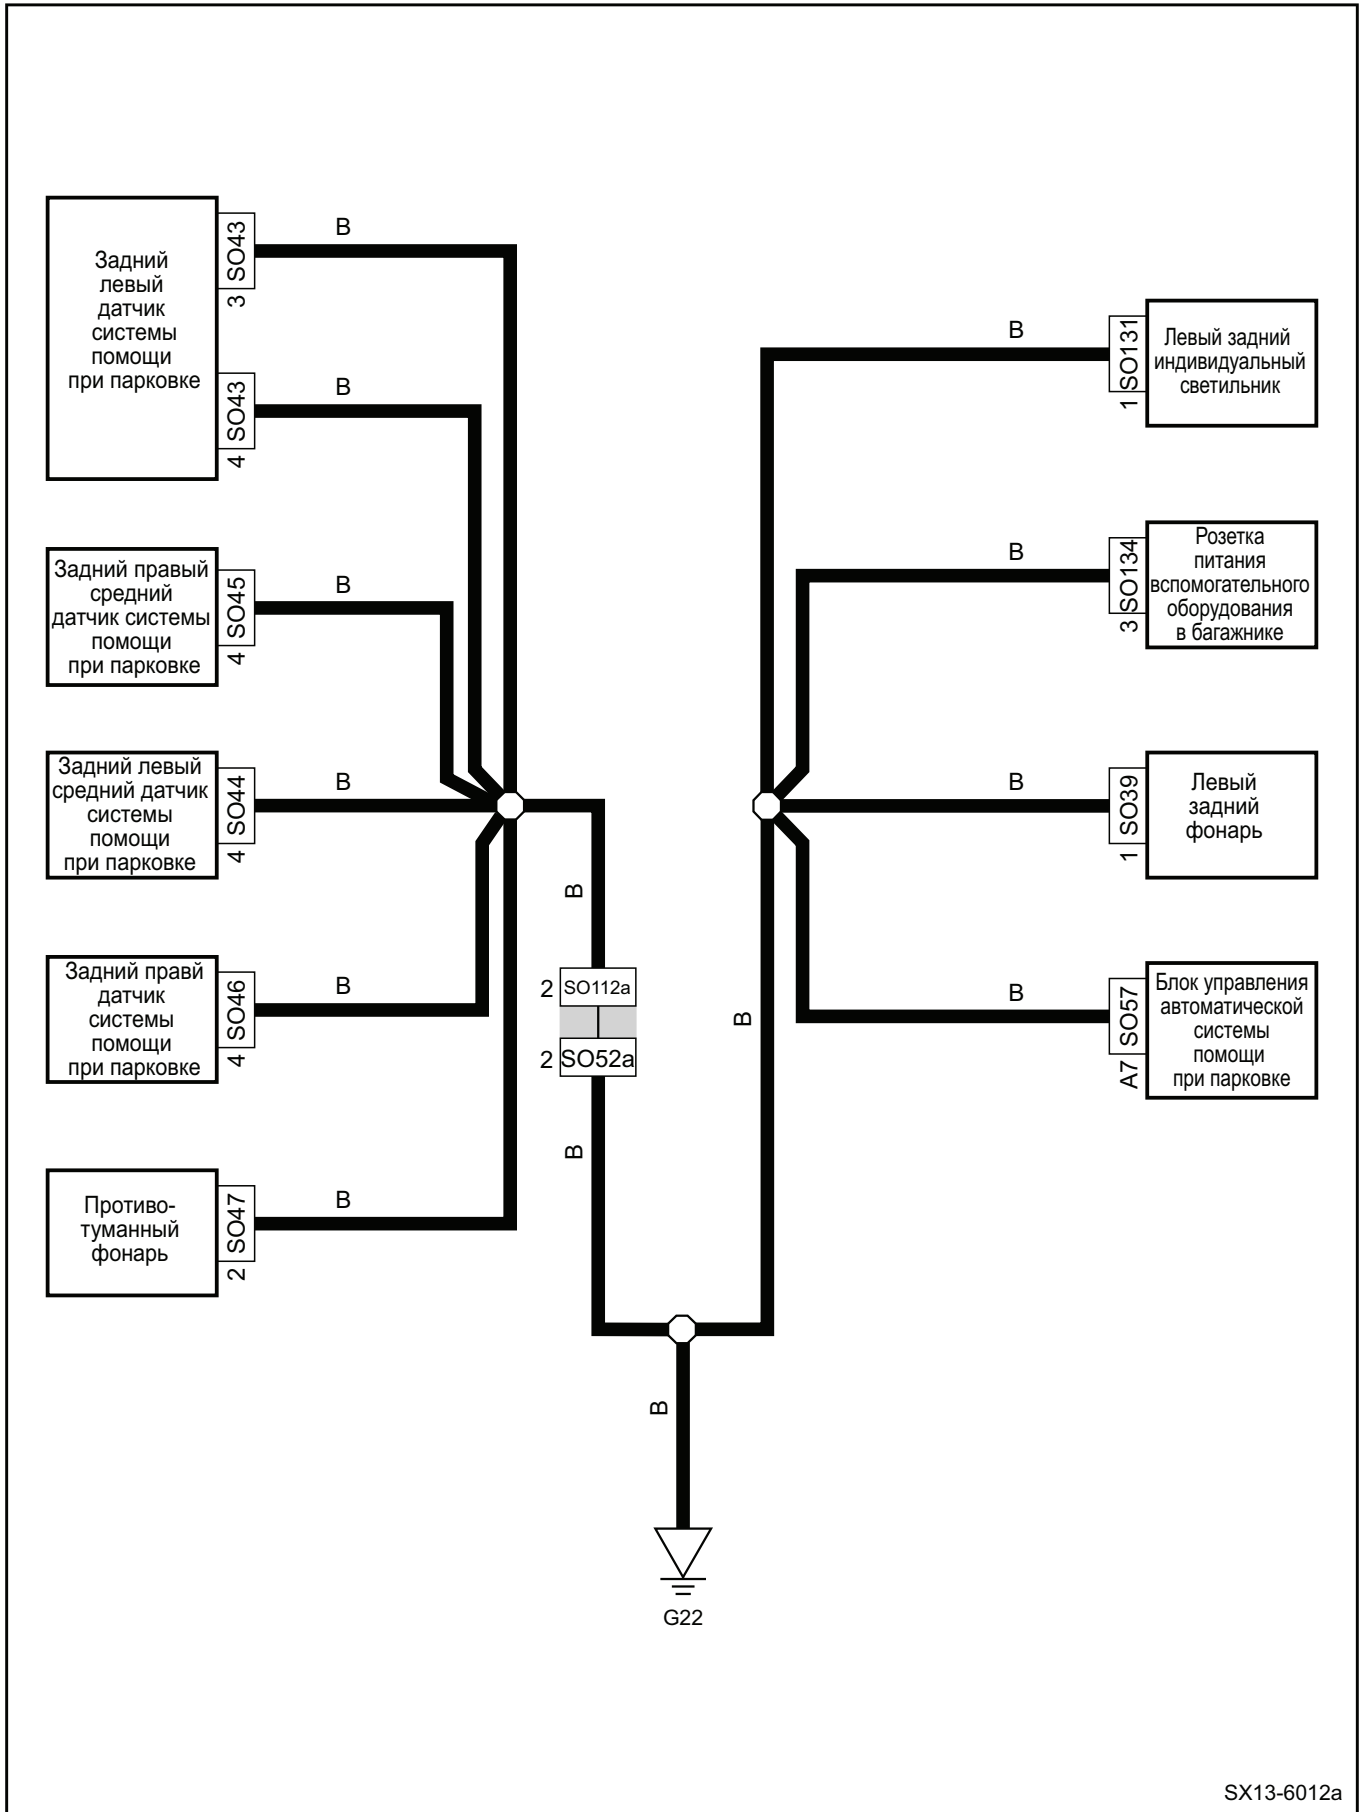 Задний
левый
датчик
системы
помощи
при парковке
SO43
3
B
SO43
4
B
Задний правый
средний
датчик системы
помощи
при парковке
SO45
4
B
Задний левый
средний датчик
системы
помощи
при парковке
SO44
4
B
Задний правй
датчик
системы
помощи
при парковке
SO46
4
B
Противо-
туманный
фонарь
SO47
2
B
B
2 SO112a
2 SO52a
B
B
B
G22
B
SO131
1
Левый задний
индивидуальный
светильник
B
SO134
3
Розетка
питания
вспомогательного
оборудования
в багажнике
B
SO39
1
Левый
задний
фонарь
B
SO57
A7
Блок управления
автоматической
системы
помощи
при парковке
SX13-6012a